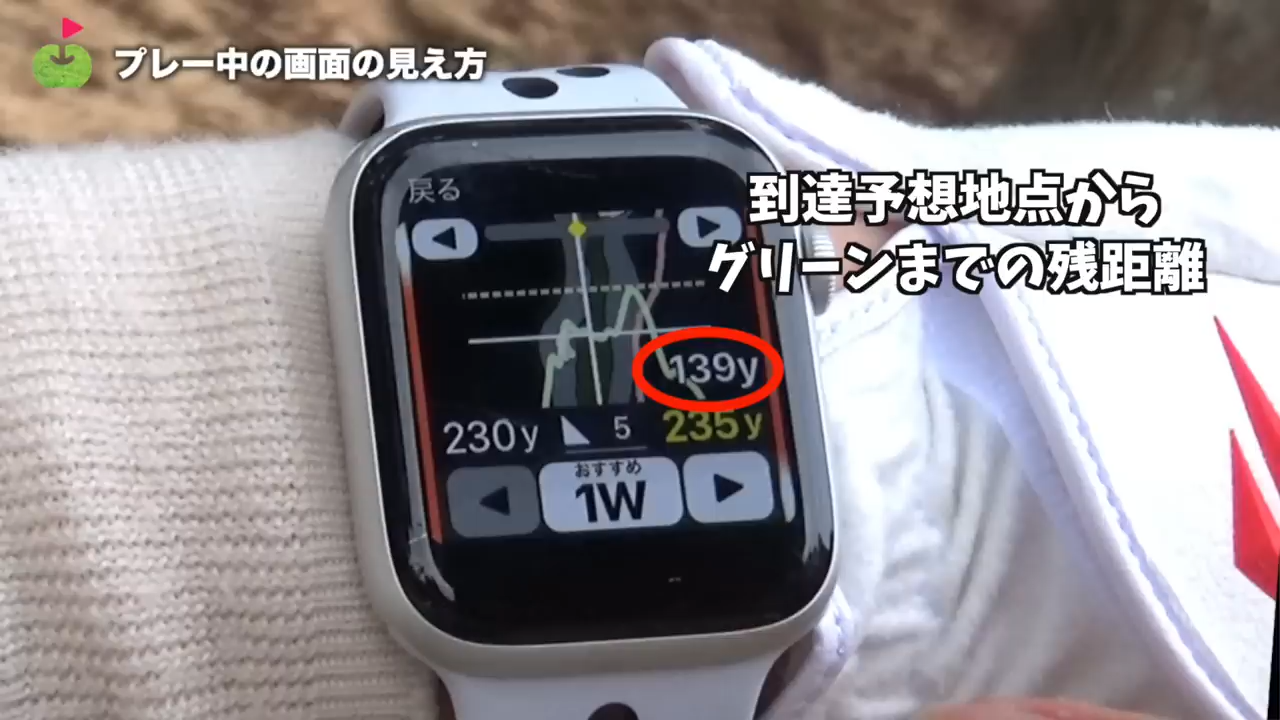 プレー中の画面の見え方
戻る
到達予想地点から
グリーンまでの残距離
139y
230y
5
235y
おすすめ
1W